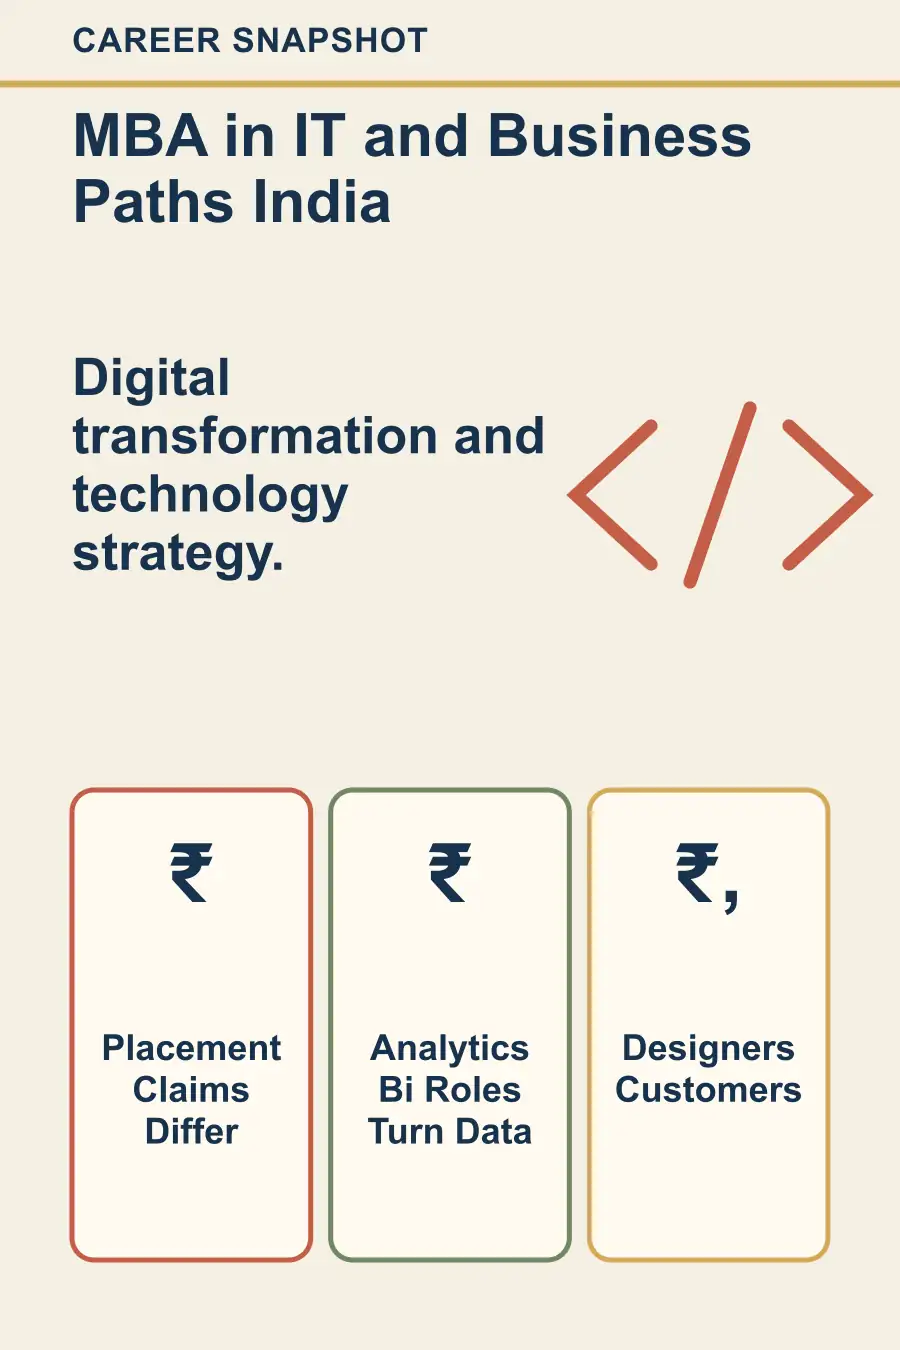 CAREER SNAPSHOT
MBA in IT and Business
Paths India
Digital
transformation and
technology
strategy.
₹
Placement
Claims
Differ
₹
Analytics
Bi Roles
Turn Data
₹,
Designers
Customers